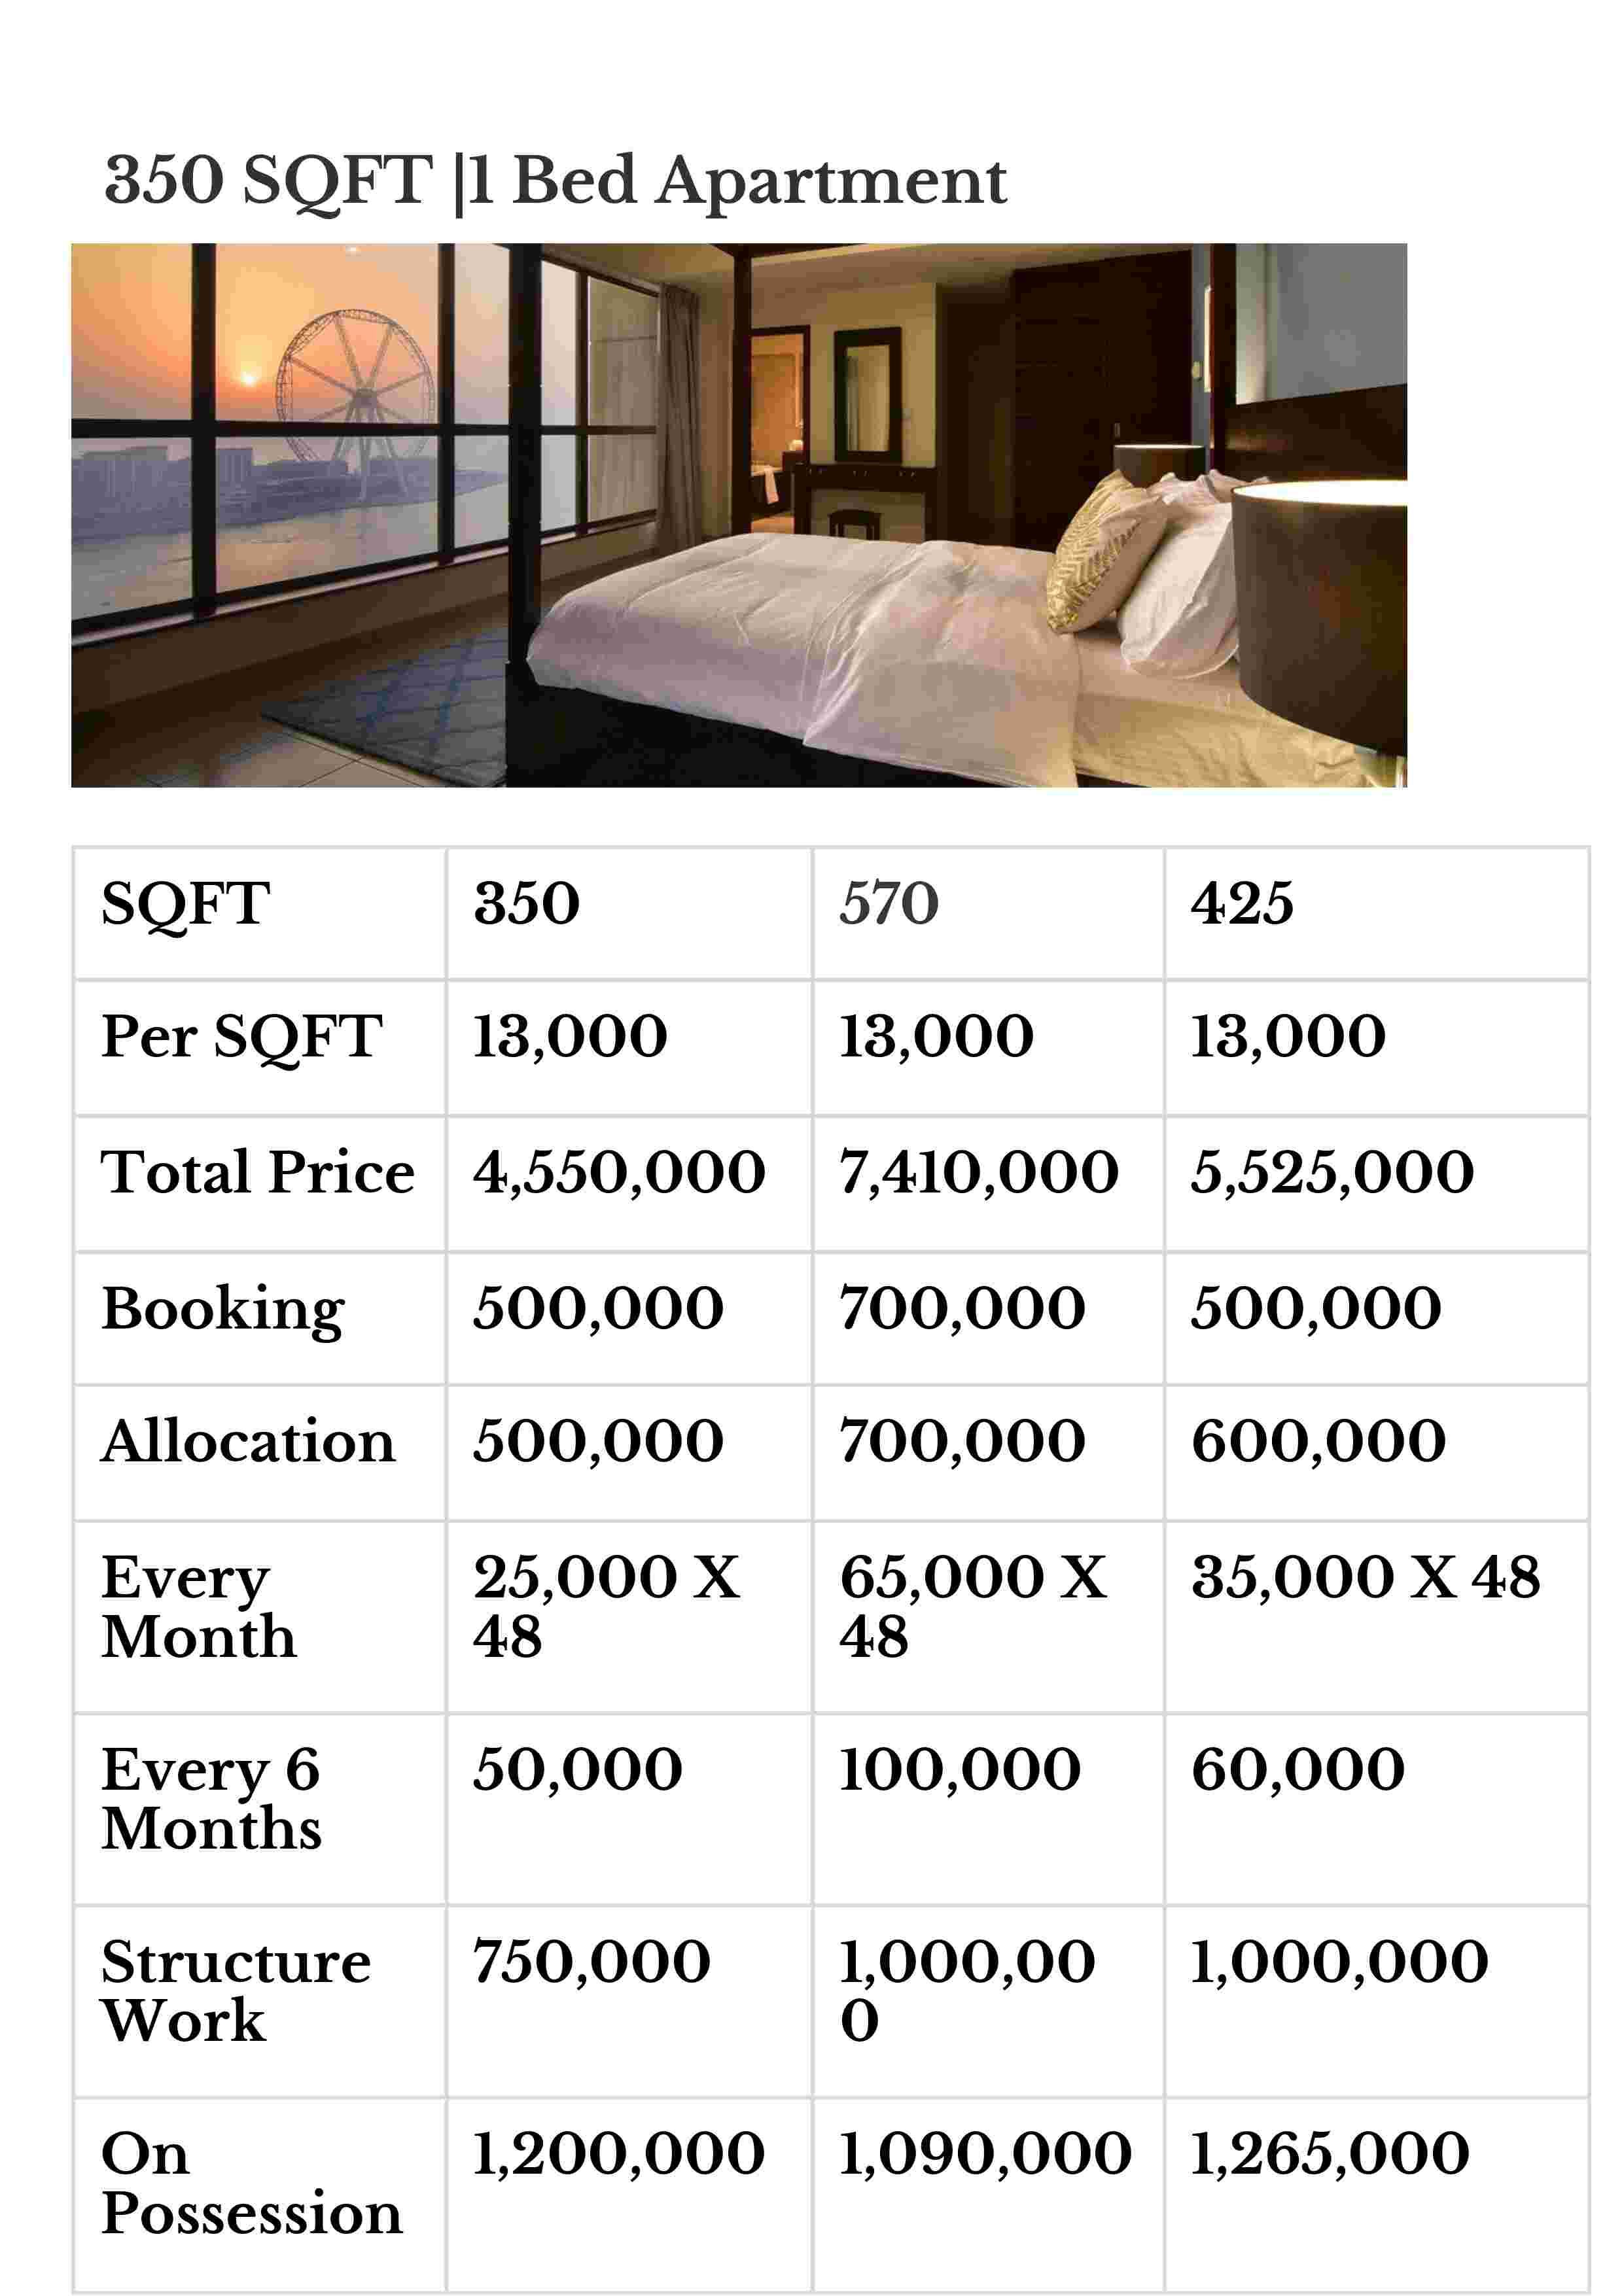 350 SQFT |1 Bed Apartment
SQFT 350 570 425
Per SQFT 13,000 13,000 13,000
Total Price 4,550,000 7,410,000 5,525,000
Booking 500,000 700,000 500,000
Allocation 500,000 700,000 600,000
Every 25,000 X 65,000 X 35,000 X 48
Month 48 48
Every 6 50,000 100,000 60,000
Months
Structure 750,000 1,000,00 1,000,000
Work 0
On 1,200,000 1,090,000 1,265,000
Possession